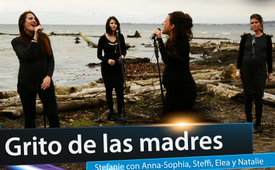 Grito de las madres
Stefanie con Anna-Sophia, Steffi, Elea y Natalie